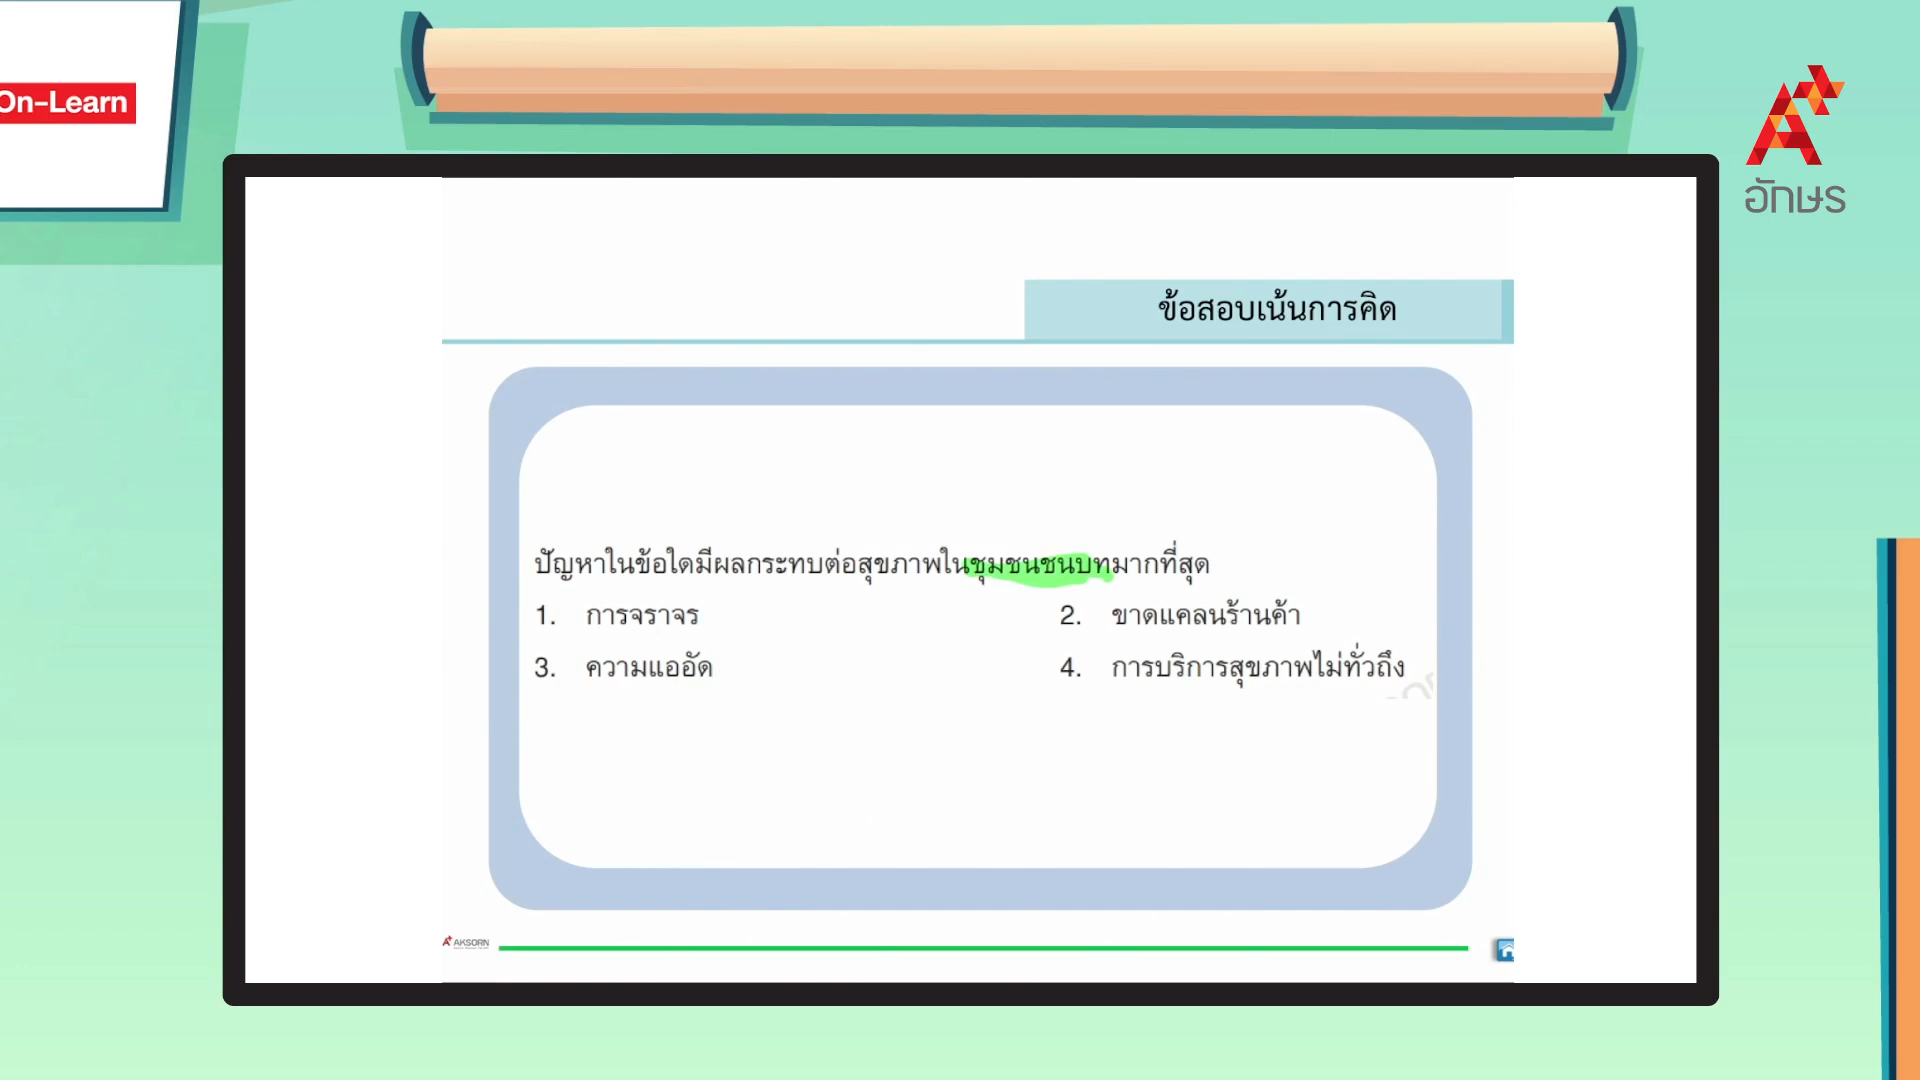 On-Learn
อักษร
ข้อสอบเน้นการคิด
ปัญหาในข้อใดมีผลกระทบต่อสุขภาพในชุมชนชนบทมากที่สุด
1. การจราจร
2. ขาดแคลนร้านค้า
3. ความแออัด
4. การบริการสุขภาพไม่ทั่วถึง
AKSORN